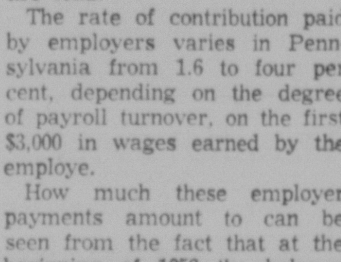 The rate of contribution paid
by employers varies in Penn-
sylvania from 1.6 to four per
cent, depending on the degree
of payroll turnover, on the first
$3,000 in wages earned by the
employe.
How much these employer
payments amount to can be
seen from the fact that at the